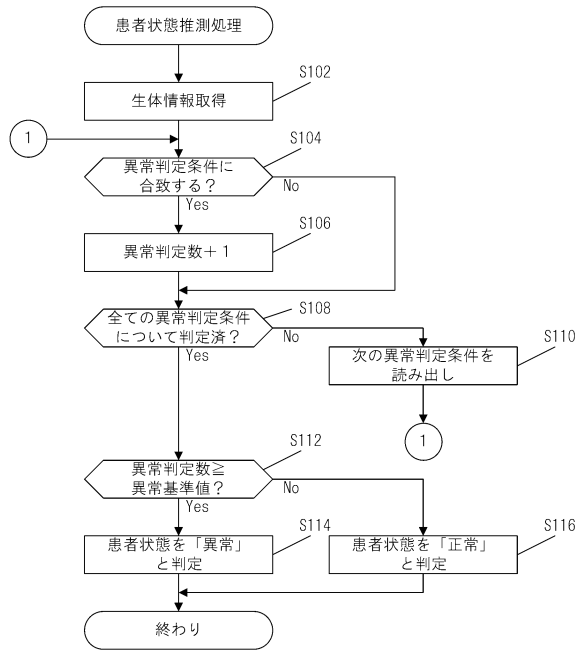 患者状態推測処理
S102
生体情報取得
1
S104
異常判定条件に
合致する？
No
Yes
S106
異常判定数＋１
S108
全ての異常判定条件
について判定済？
No
Yes
S110
次の異常判定条件を
読み出し
1
S112
異常判定数≧
異常基準値？
No
Yes
S114
患者状態を「異常」
と判定
S116
患者状態を「正常」
と判定
終わり